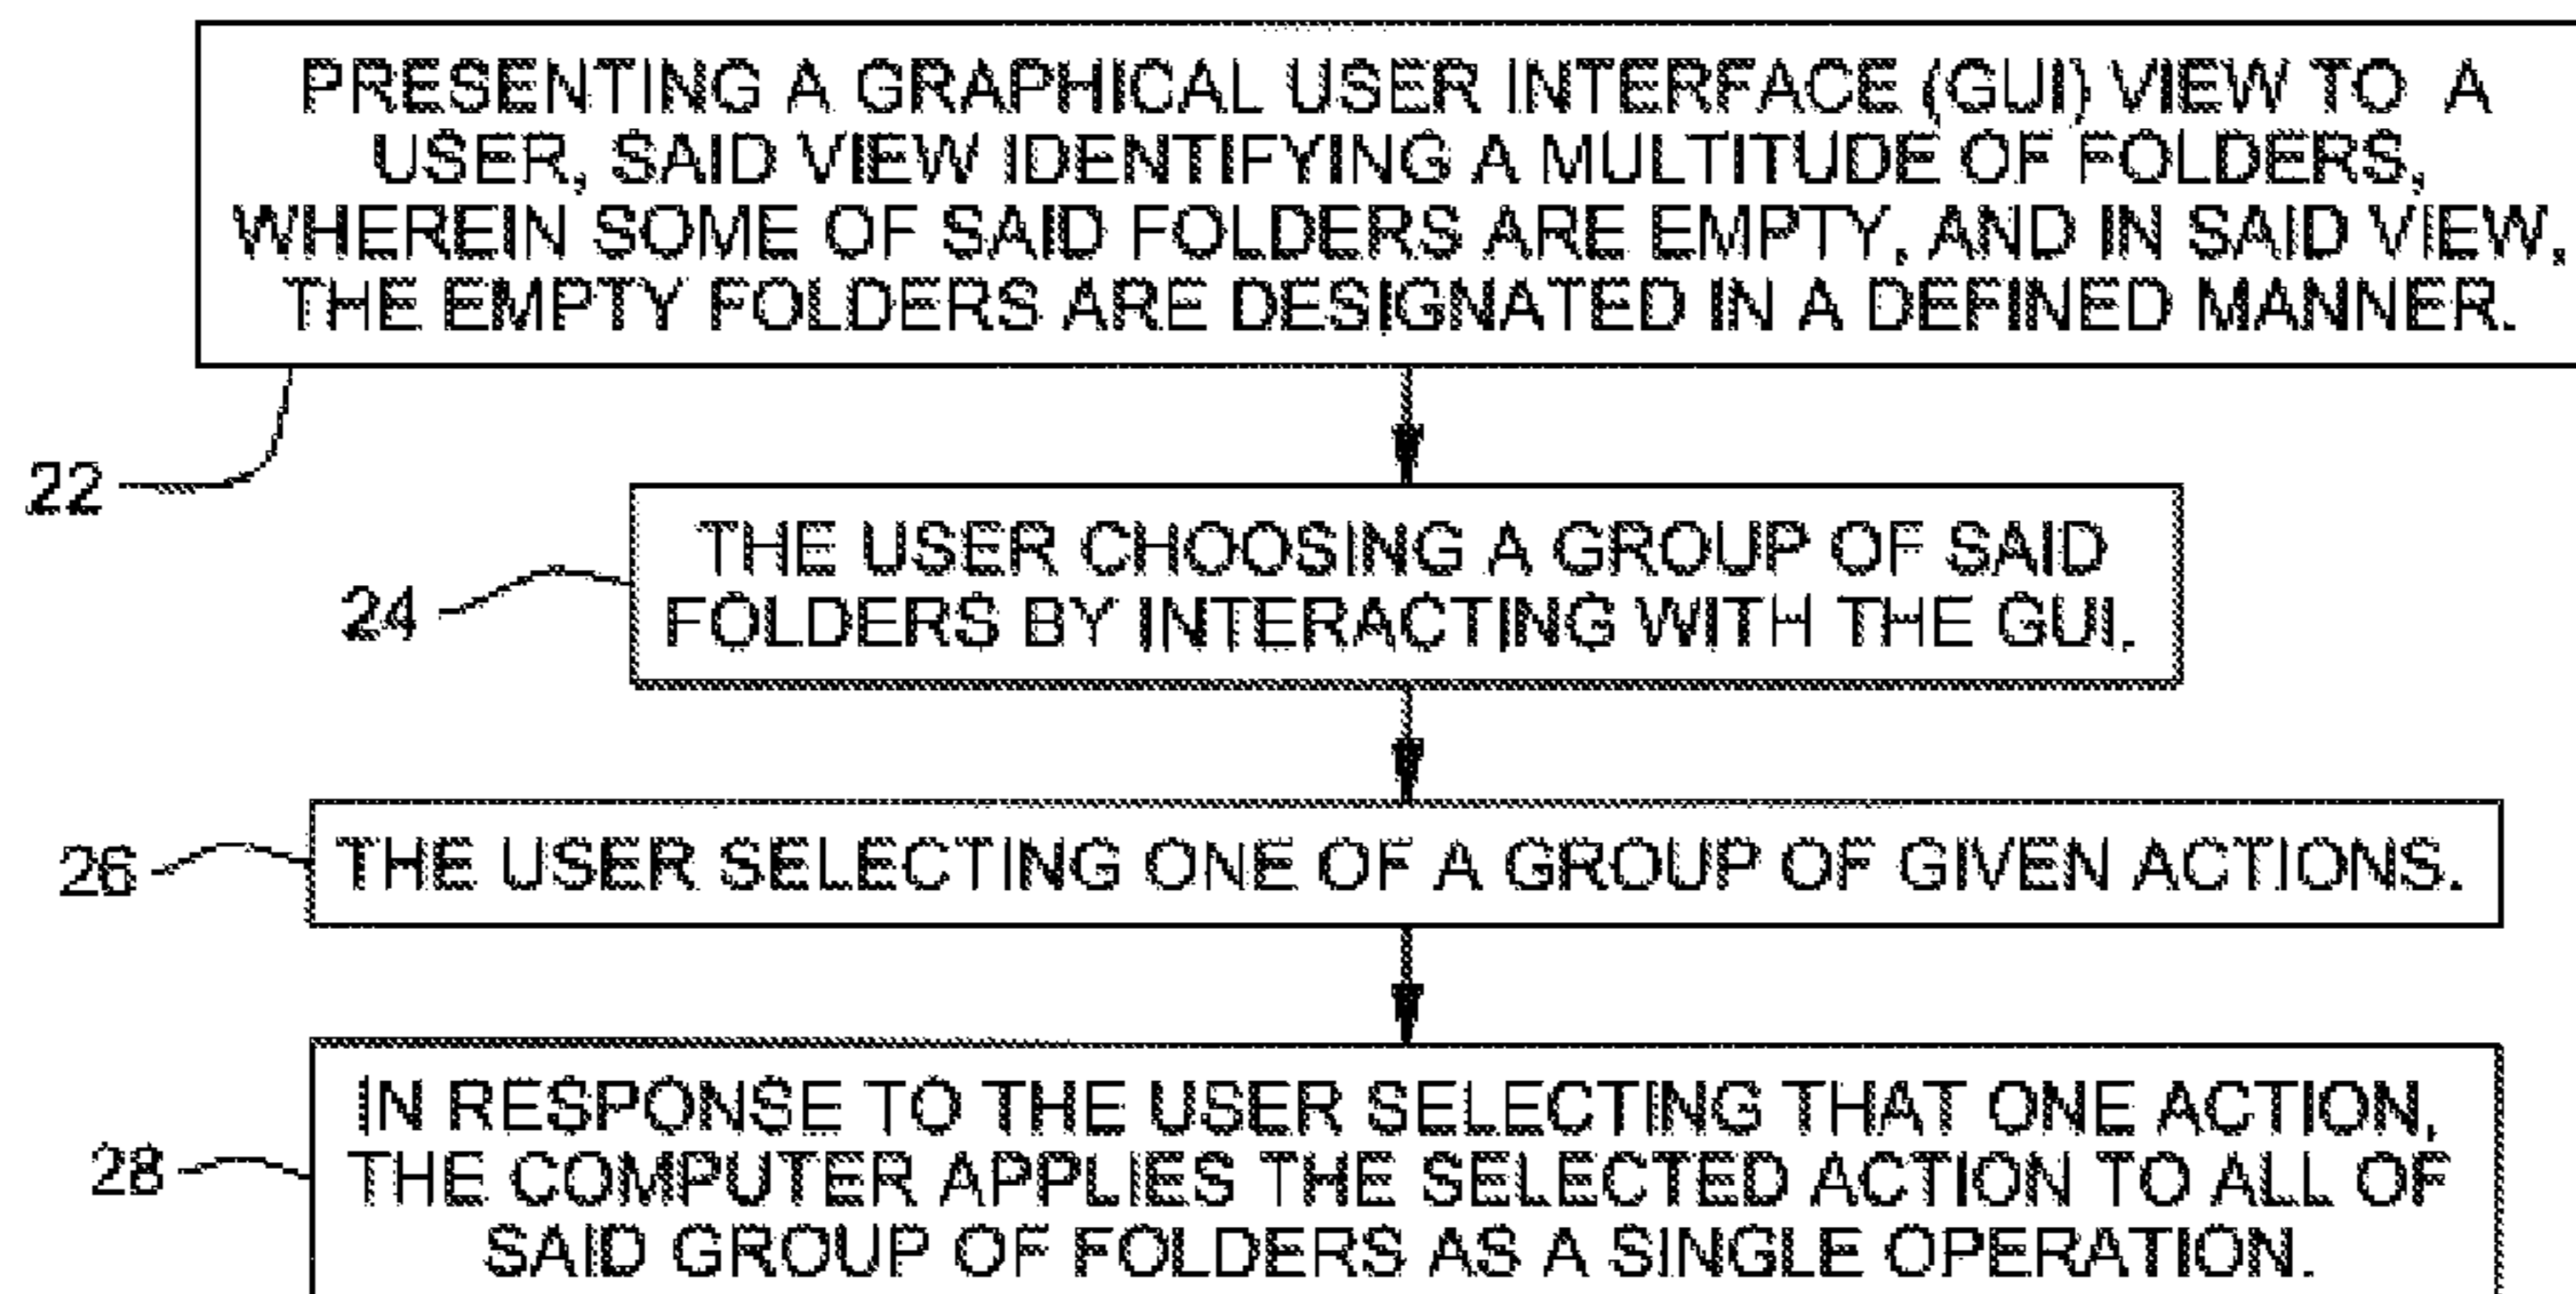 PRESENTING A GRAPHICAL USER INTERFACE (GUI) VIEW TO A
USER, SAID VIEW IDENTIFYING A MULTITUDE OF FOLDERS,
WHEREIN SOME OF SAID FOLDERS ARE EMPTY, AND IN SAID VIEW,
THE EMPTY FOLDERS ARE DESIGNATED IN A DEFINED MANNER.
22
THE USER CHOOSING A GROUP OF SAID
FOLDERS BY INTERACTING WITH THE GUI.
24
THE USER SELECTING ONE OF A GROUP OF GIVEN ACTIONS.
26
IN RESPONSE TO THE USER SELECTING THAT ONE ACTION,
THE COMPUTER APPLIES THE SELECTED ACTION TO ALL OF
SAID GROUP OF FOLDERS AS A SINGLE OPERATION.
28